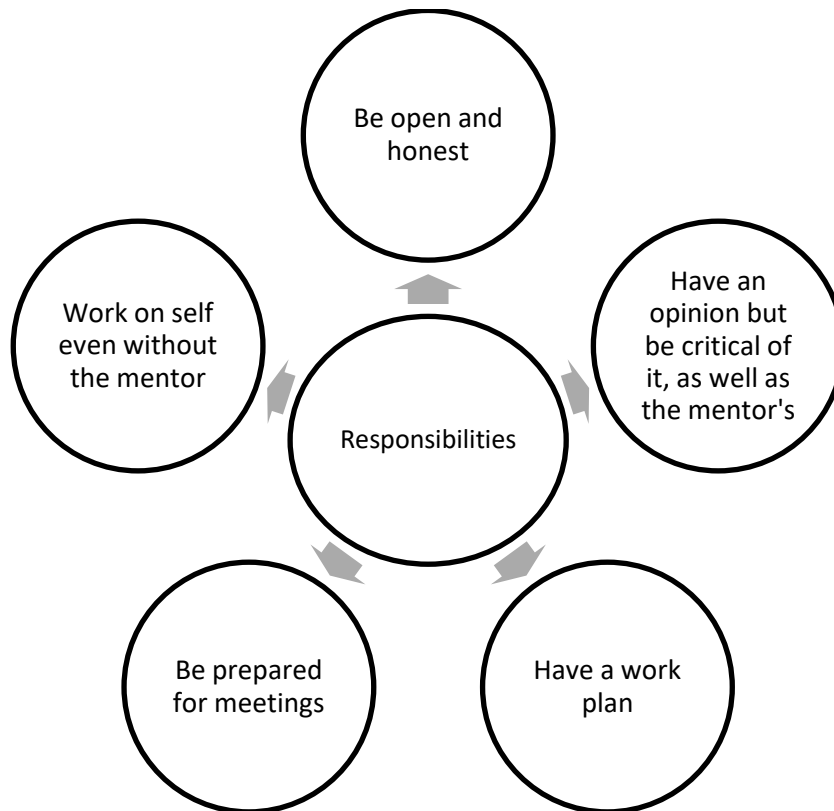 Be open and
honest
Have an
opinion but
be critical of
it, as well as
the mentor's
Have a work
plan
Be prepared
for meetings
Work on self
even without
the mentor
Responsibilities